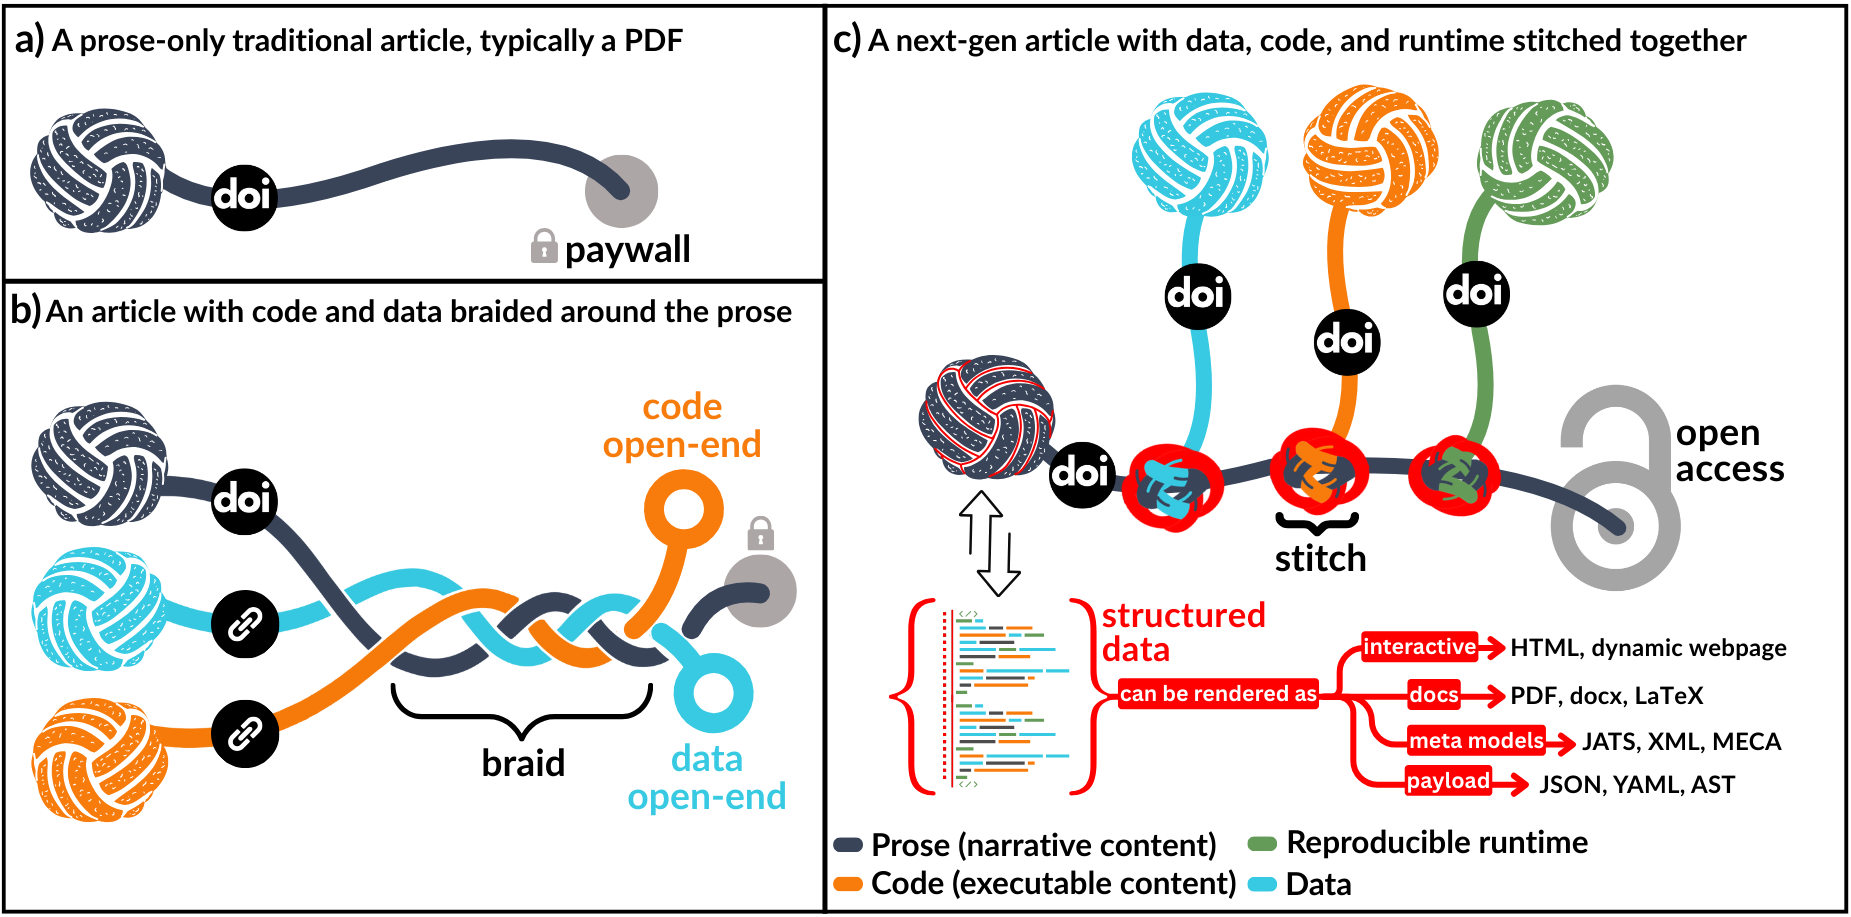 a) A prose-only traditional article, typically a PDF
doi
paywall
b) An article with code and data braided around the prose
code
open-end
doi
braid
data
open-end
c) A next-gen article with data, code, and runtime stitched together
doi
doi
doi
doi
open
access
stitch
structured
data
</>
can be rendered as
interactive HTML, dynamic webpage
docs PDF, docx, LaTeX
meta models JATS, XML, MECA
payload JSON, YAML, AST
</>
Prose (narrative content)
Reproducible runtime
Code (executable content)
Data